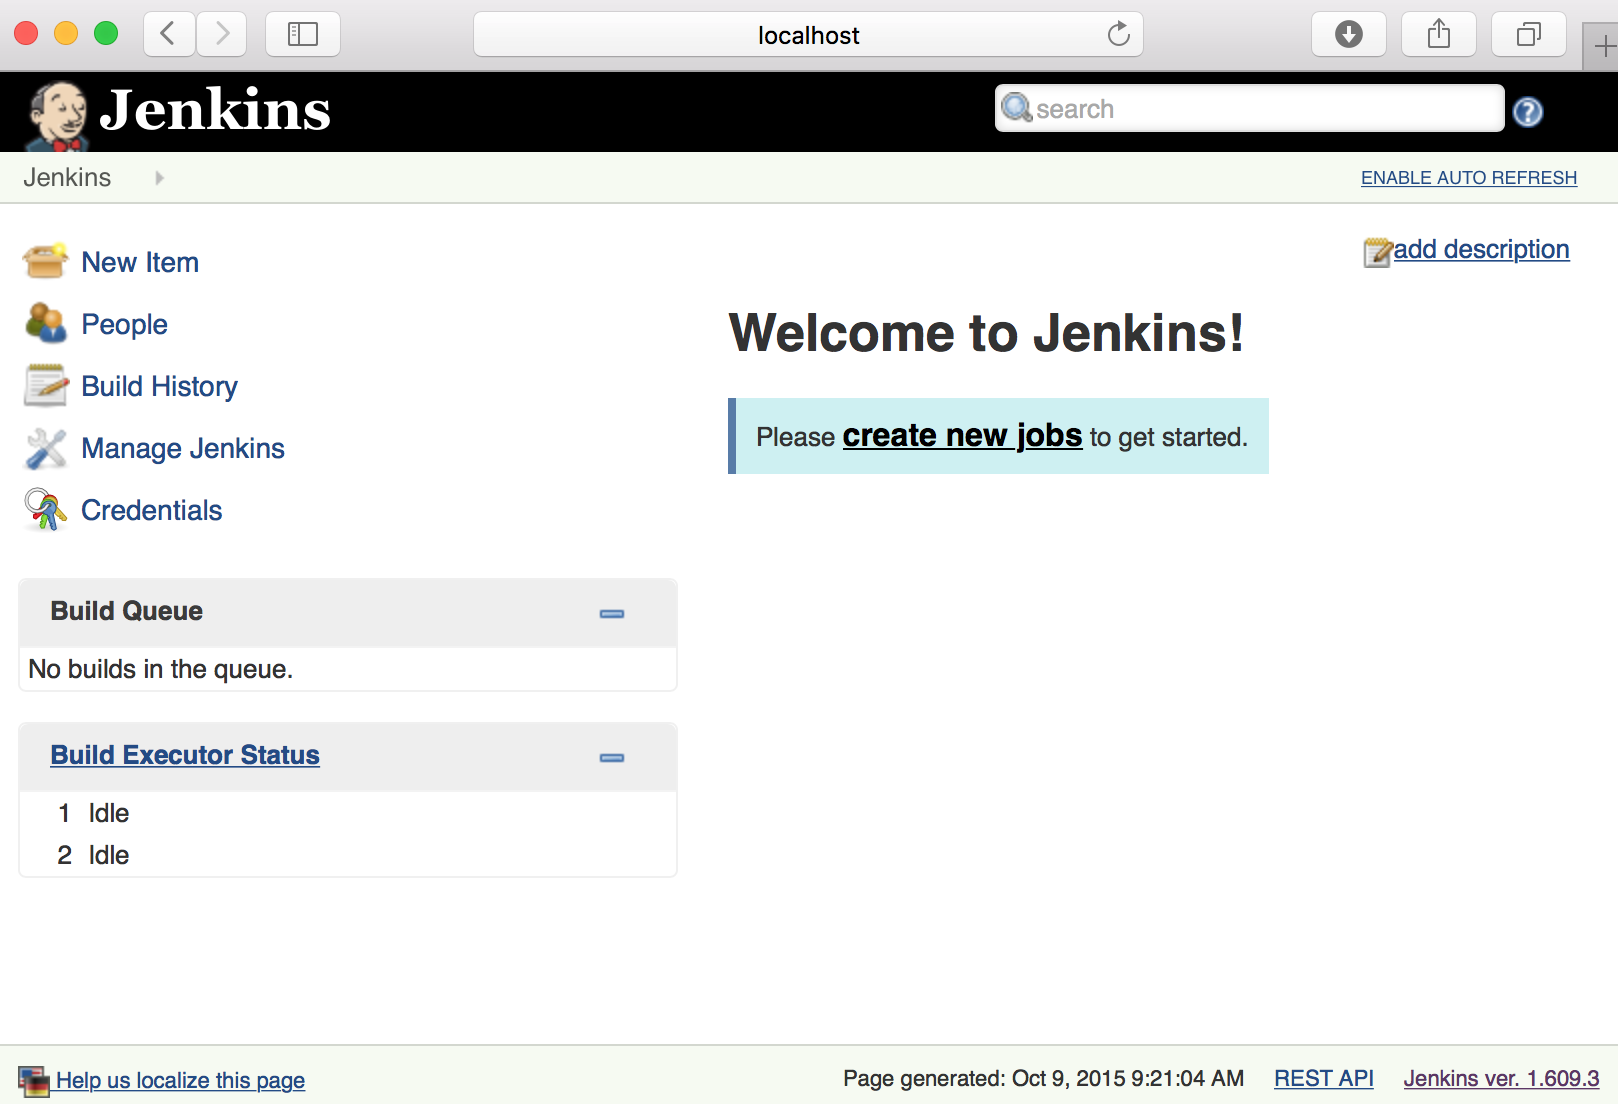 localhost
Jenkins
search
Jenkins
ENABLE AUTO REFRESH
New Item
People
Build History
Manage Jenkins
Credentials
Build Queue
No builds in the queue.
Build Executor Status
1 Idle
2 Idle
add description
Welcome to Jenkins!
Please create new jobs to get started.
Help us localize this page
Page generated: Oct 9, 2015 9:21:04 AM REST API Jenkins ver. 1.609.3